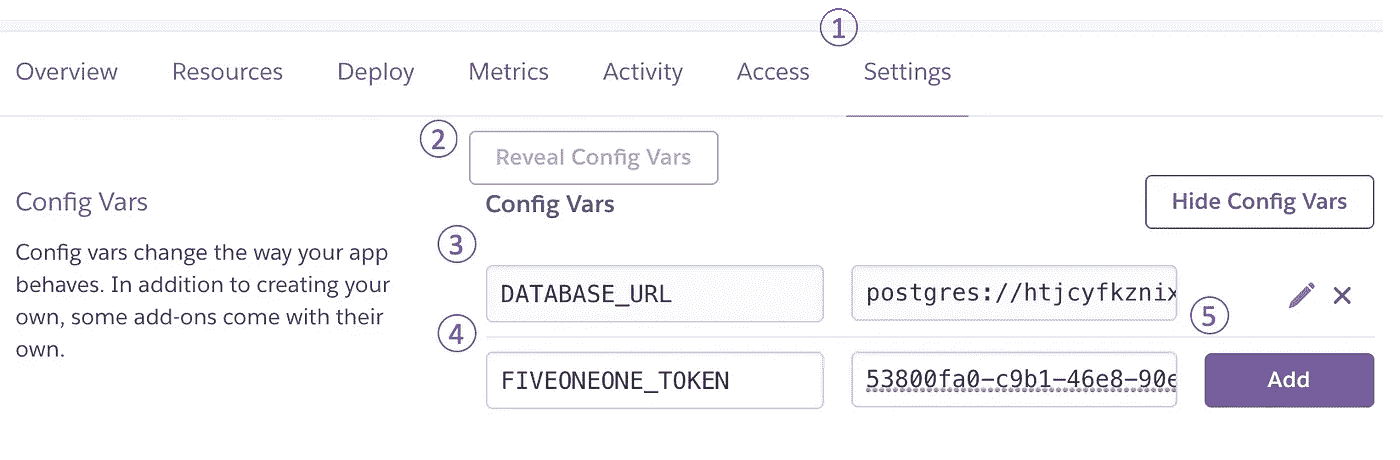 ①
Overview Resources Deploy Metrics Activity Access Settings
② Reveal Config Vars
Config Vars
Config vars change the way your app
behaves. In addition to creating your
own, some add-ons come with their
own.
Config Vars Hide Config Vars
③
DATABASE_URL postgres://htjcyfkznix
④ ⑤
FIVEONEONE_TOKEN 53800fa0-c9b1-46e8-90e Add